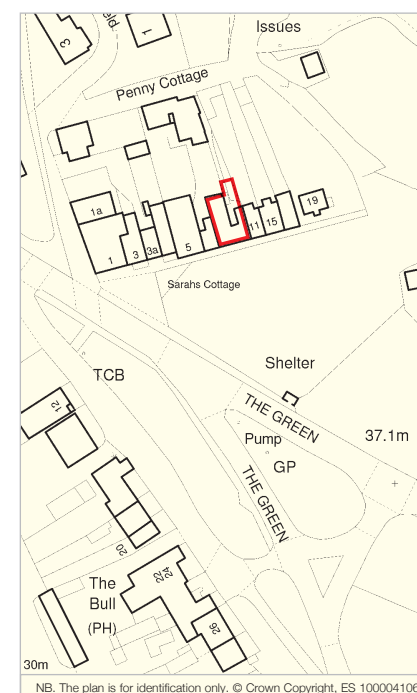 Issues
3
1
Penny Cottage
1a
1
3
3a
5
11
15
19
Sarahs Cottage
TCB
Shelter
THE GREEN
12
Pump
37.1m
GP
THE GREEN
20
22
24
The
Bull
(PH)
26
30m
NB. The plan is for identification only. © Crown Copyright, ES 100004106